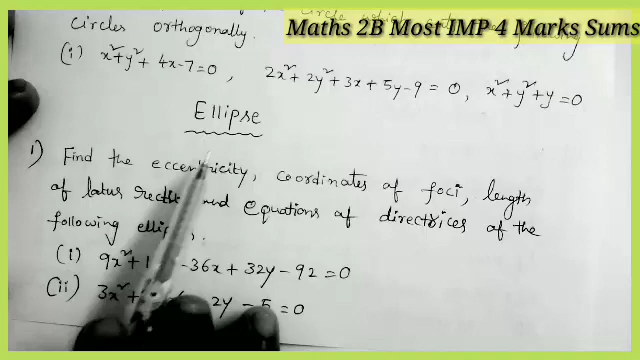 circle which
Maths 2B Most IMP 4 Marks Sums
Circles orthogonally.
(i) x²+y²+4x-7=0, 2x²+2y²+3x+5y-9=0, x²+y²+y=0
Ellipse
1) Find the eccentricity, coordinates of foci, length
of latus and equations of directrices of the
following
(i) 9x²+1 -36x+32y-92=0
(ii) 3x²+ 2y-5=0